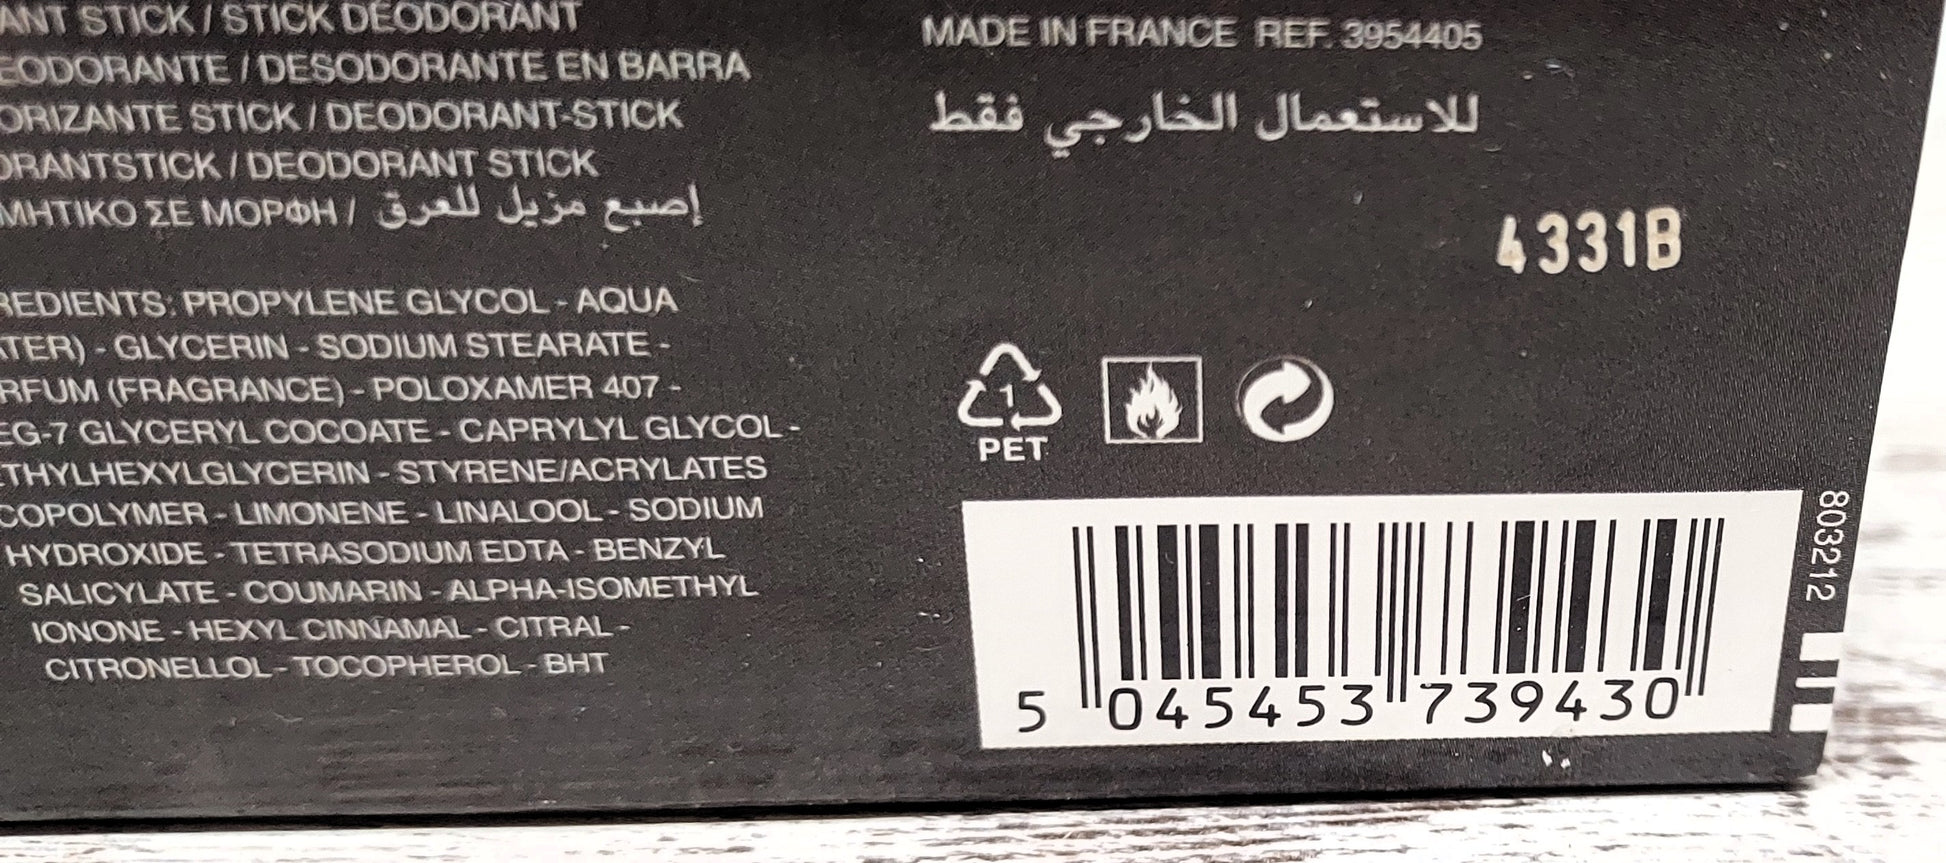 ANT STICK / STICK DÉODORANT
EODORANTE / DESODORANTE EN BARRA
ORIZANTE STICK / DEODORANT-STICK
ORANTSTICK / DEODORANT STICK
ΜΗΤΙΚΟ ΣΕ ΜΟΡΦΗ / إصبع مزيل للعرق
REDIENTS: PROPYLENE GLYCOL - AQUA
TER) - GLYCERIN - SODIUM STEARATE -
RFUM (FRAGRANCE) - POLOXAMER 407 -
EG-7 GLYCERYL COCOATE - CAPRYLYL GLYCOL -
THYLHEXYLGLYCERIN - STYRENE/ACRYLATES
COPOLYMER - LIMONENE - LINALOOL - SODIUM
HYDROXIDE - TETRASODIUM EDTA - BENZYL
SALICYLATE - COUMARIN - ALPHA-ISOMETHYL
IONONE - HEXYL CINNAMAL - CITRAL -
CITRONELLOL - TOCOPHEROL - BHT
MADE IN FRANCE REF. 3954405
للاستعمال الخارجي فقط
4331B
1
PET
803212
5 045453 739430